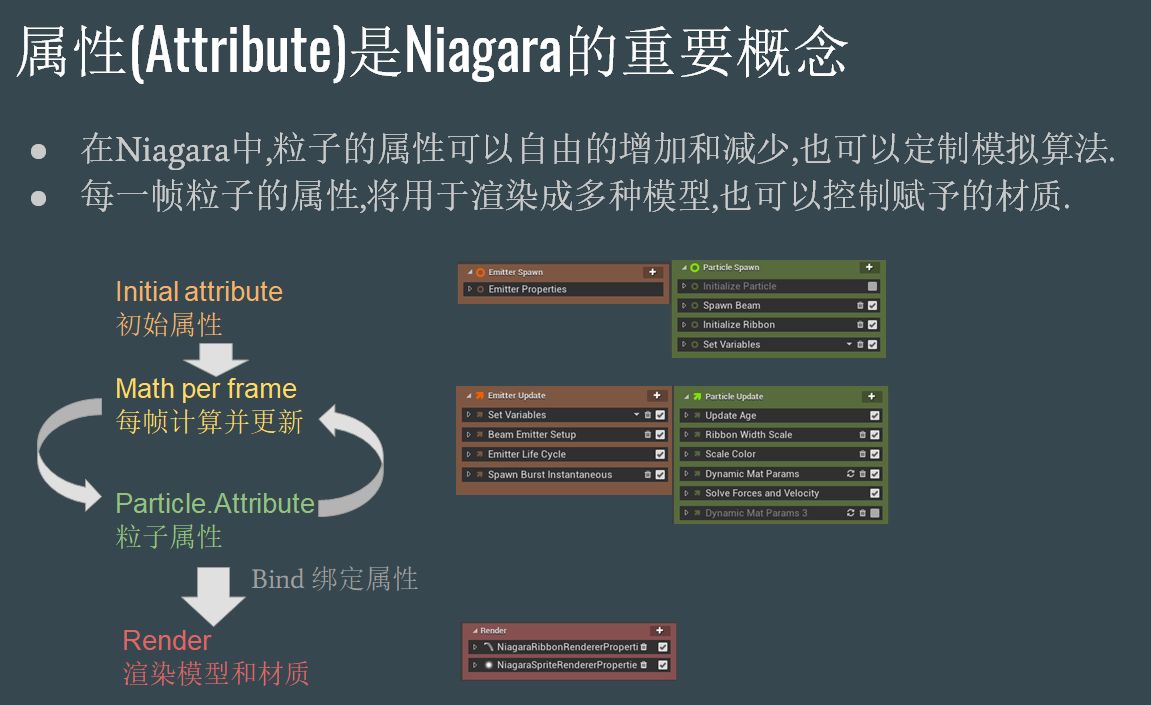 属性(Attribute)是Niagara的重要概念
在Niagara中,粒子的属性可以自由的增加和减少,也可以定制模拟算法.
每一帧粒子的属性,将用于渲染成多种模型,也可以控制赋予的材质.
Initial attribute
初始属性
Math per frame
每帧计算并更新
Particle.Attribute
粒子属性
Bind 绑定属性
Render
渲染模型和材质
Emitter Spawn
Emitter Properties
Particle Spawn
Initialize Particle
Spawn Beam
Initialize Ribbon
Set Variables
Emitter Update
Set Variables
Beam Emitter Setup
Emitter Life Cycle
Spawn Burst Instantaneous
Particle Update
Update Age
Ribbon Width Scale
Scale Color
Dynamic Mat Params
Solve Forces and Velocity
Dynamic Mat Params 3
Render
NiagaraRibbonRendererProperti
NiagaraSpriteRendererPropertie